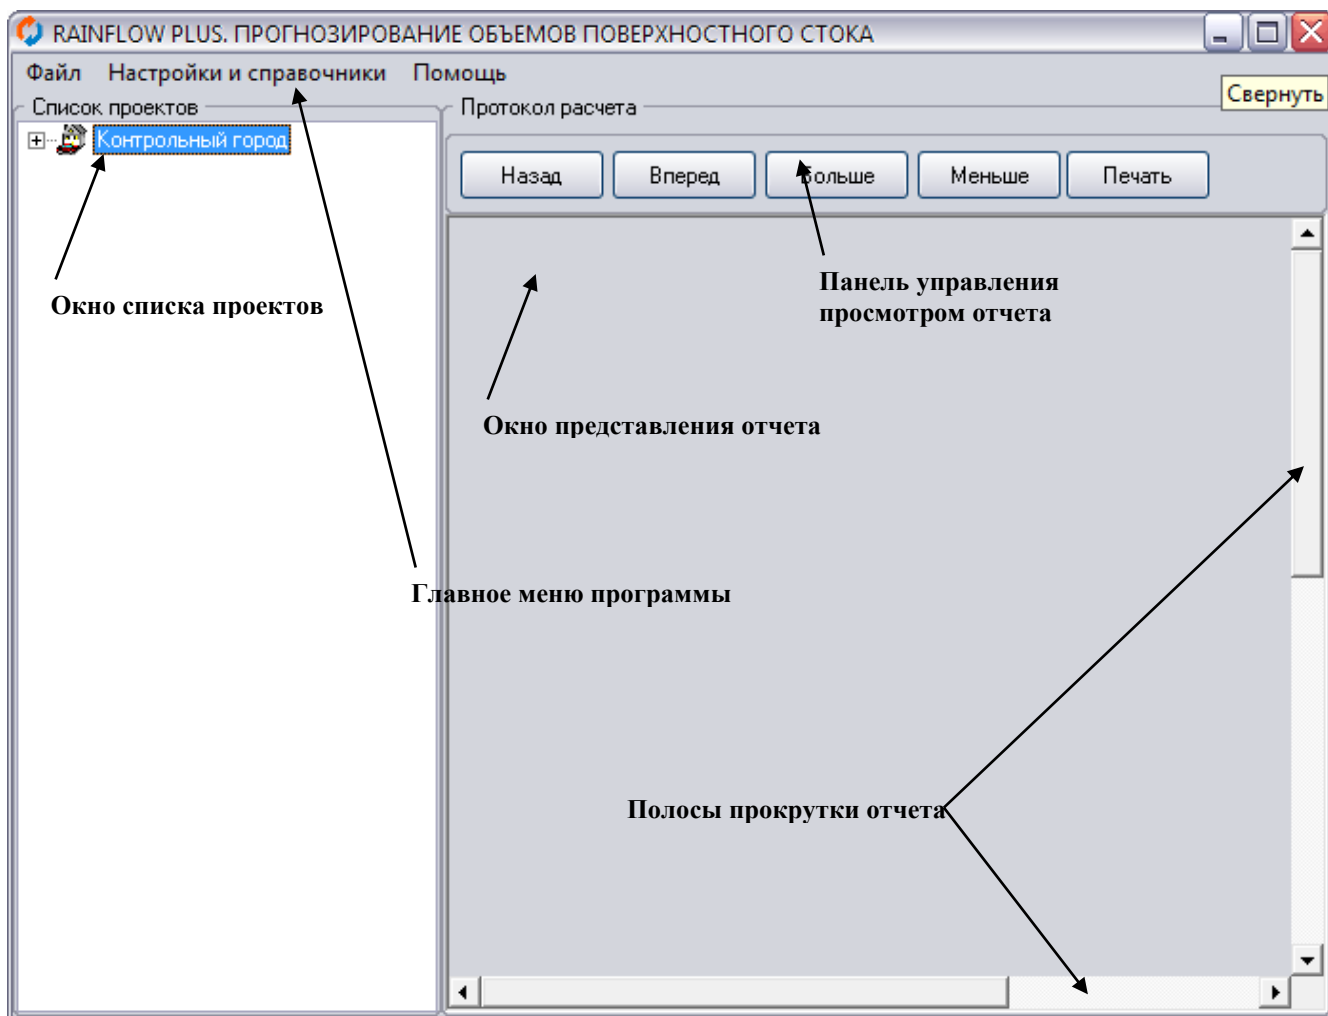 RAINFLOW PLUS. ПРОГНОЗИРОВАНИЕ ОБЪЕМОВ ПОВЕРХНОСТНОГО СТОКА
Файл Настройки и справочники Помощь
Свернуть
Список проектов
Протокол расчета
Контрольный город
Назад Вперед Больше Меньше Печать
Окно списка проектов
Панель управления
просмотром отчета
Окно представления отчета
Главное меню программы
Полосы прокрутки отчета